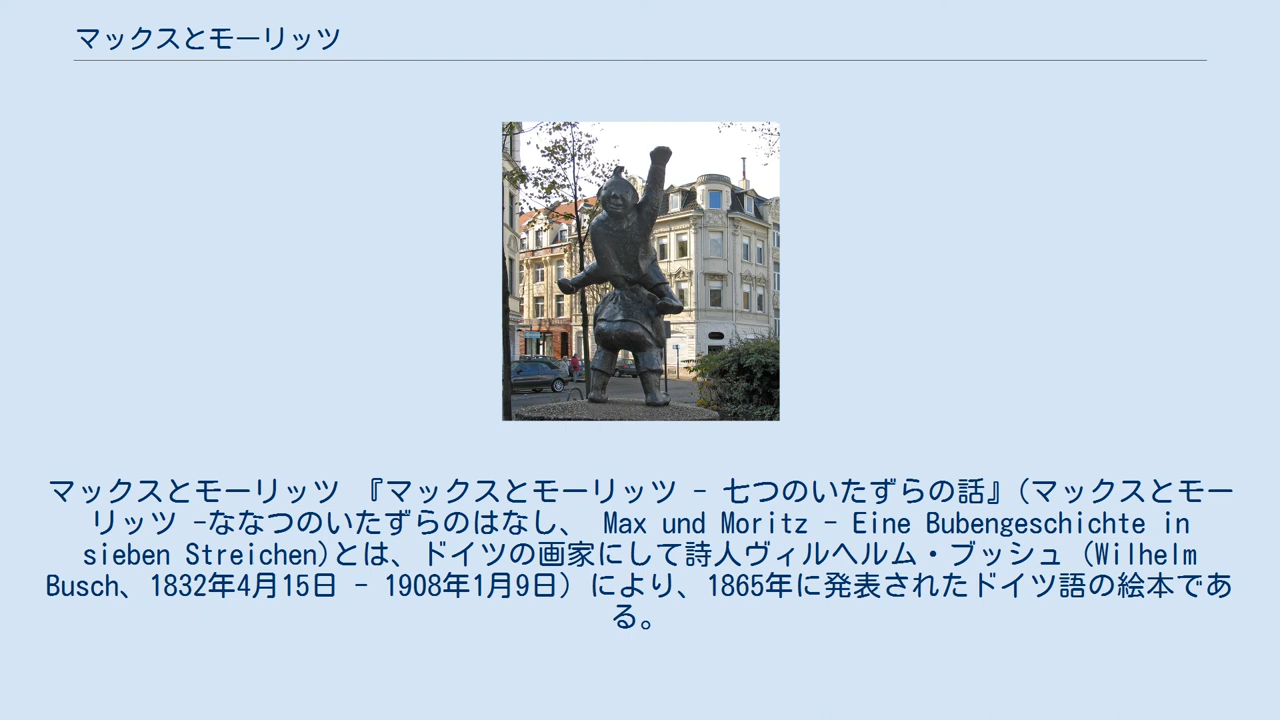 マックスとモーリッツ
マックスとモーリッツ 『マックスとモーリッツ - 七つのいたずらの話』(マックスとモー
リッツ -ななつのいたずらのはなし、 Max und Moritz - Eine Bubengeschichte in
sieben Streichen)とは、ドイツの画家にして詩人ヴィルヘルム・ブッシュ (Wilhelm
Busch、1832年4月15日 - 1908年1月9日) により、1865年に発表されたドイツ語の絵本であ
る。